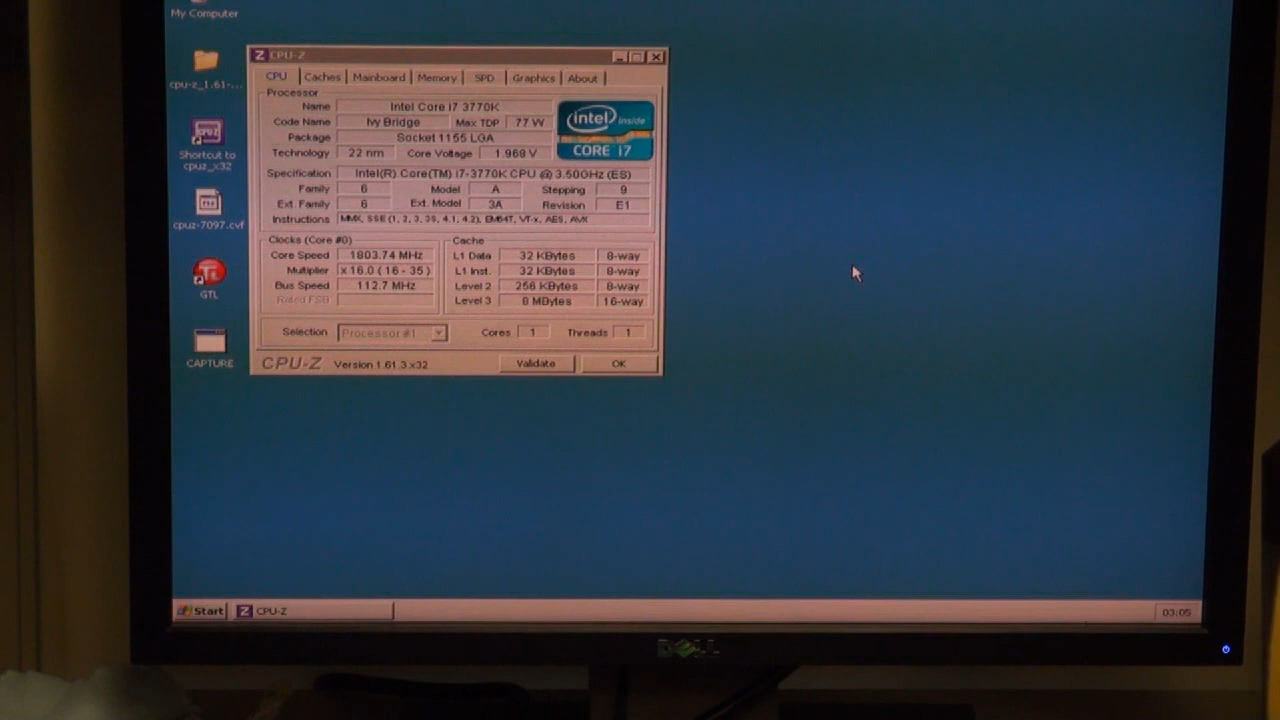 My Computer
cpu-z_1.61-...
Shortcut to
cpuz_x32
cpuz-7097.cvf
GTL
CAPTURE
CPU-Z
CPU Caches Mainboard Memory SPD Graphics About
Processor
Name Intel Core i7 3770K
Code Name Ivy Bridge Max TDP 77 W
Package Socket 1155 LGA
Technology 22 nm Core Voltage 1.968 V
intel inside
CORE i7
Specification Intel(R) Core(TM) i7-3770K CPU @ 3.50GHz (ES)
Family 6 Model A Stepping 9
Ext. Family 6 Ext. Model 3A Revision E1
Instructions MMX, SSE (1, 2, 3, 3S, 4.1, 4.2), EM64T, VT-x, AES, AVX
Clocks (Core #0)
Core Speed 1803.74 MHz
Multiplier x 16.0 ( 16 - 35 )
Bus Speed 112.7 MHz
Rated FSB
Cache
L1 Data 32 KBytes 8-way
L1 Inst. 32 KBytes 8-way
Level 2 256 KBytes 8-way
Level 3 8 MBytes 16-way
Selection Processor #1 Cores 1 Threads 1
CPU-Z Version 1.61.3.x32 Validate OK
Start CPU-Z 03:05
DELL